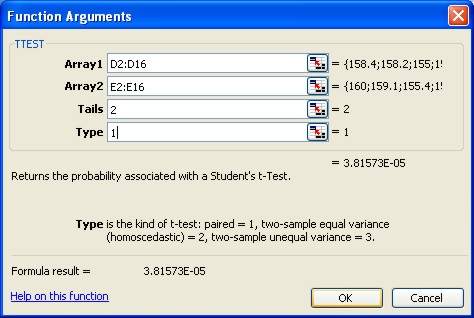 Function Arguments
TTEST
Array1 D2:D16 = {158.4;158.2;155;1
Array2 E2:E16 = {160;159.1;155.4;1
Tails 2 = 2
Type 1 = 1
= 3.81573E-05
Returns the probability associated with a Student's t-Test.
Type is the kind of t-test: paired = 1, two-sample equal variance
(homoscedastic) = 2, two-sample unequal variance = 3.
Formula result = 3.81573E-05
Help on this function OK Cancel